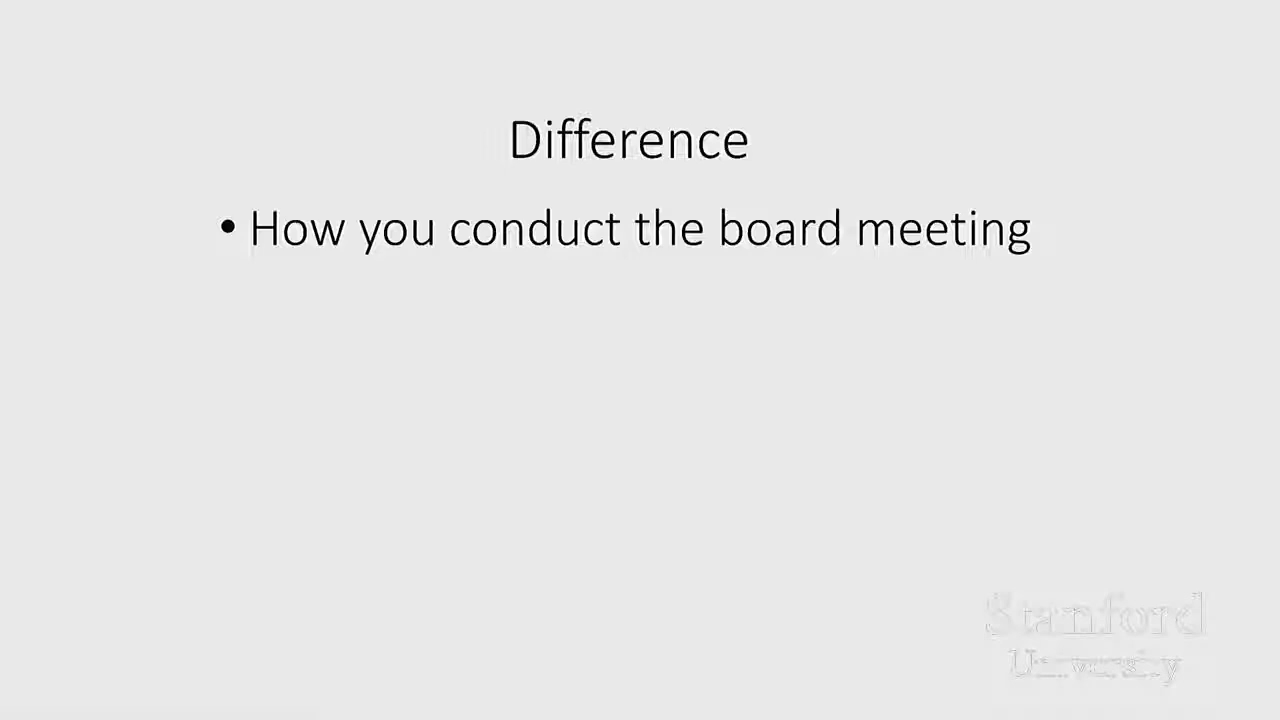 Difference
• How you conduct the board meeting
Stanford
University